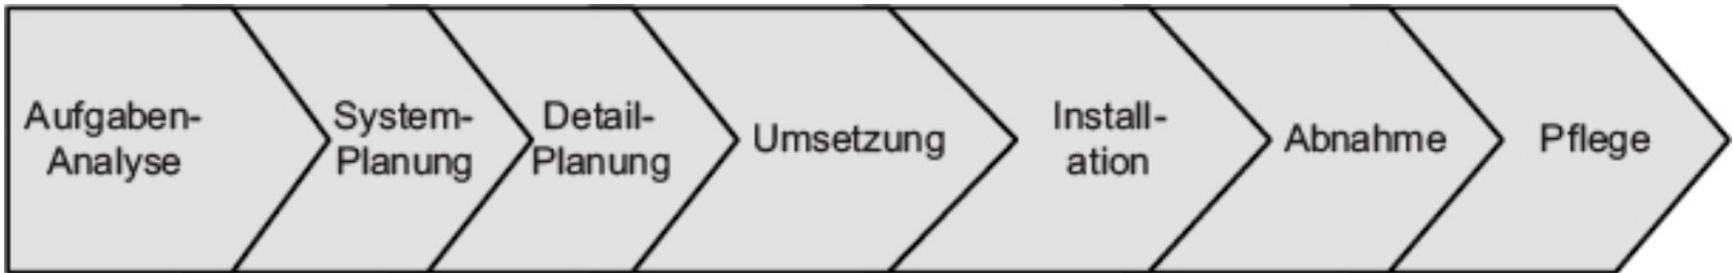 Aufgaben-
Analyse
System-
Planung
Detail-
Planung
Umsetzung
Install-
ation
Abnahme
Pflege